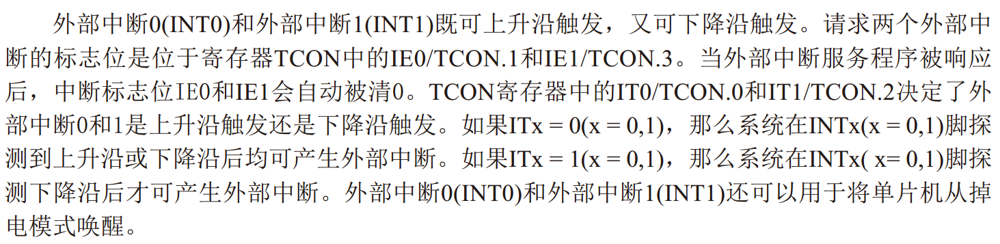 外部中断0(INT0)和外部中断1(INT1)既可上升沿触发，又可下降沿触发。请求两个外部中
断的标志位是位于寄存器TCON中的IE0/TCON.1和IE1/TCON.3。当外部中断服务程序被响应
后，中断标志位IE0和IE1会自动被清0。TCON寄存器中的IT0/TCON.0和IT1/TCON.2决定了外
部中断0和1是上升沿触发还是下降沿触发。如果ITx = 0(x = 0,1)，那么系统在INTx(x = 0,1)脚探
测到上升沿或下降沿后均可产生外部中断。如果ITx = 1(x = 0,1)，那么系统在INTx( x= 0,1)脚探
测下降沿后才可产生外部中断。外部中断0(INT0)和外部中断1(INT1)还可以用于将单片机从掉
电模式唤醒。